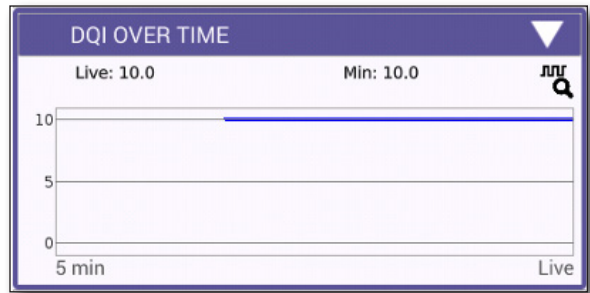 DQI OVER TIME
Live: 10.0 Min: 10.0
10
5
0
5 min Live